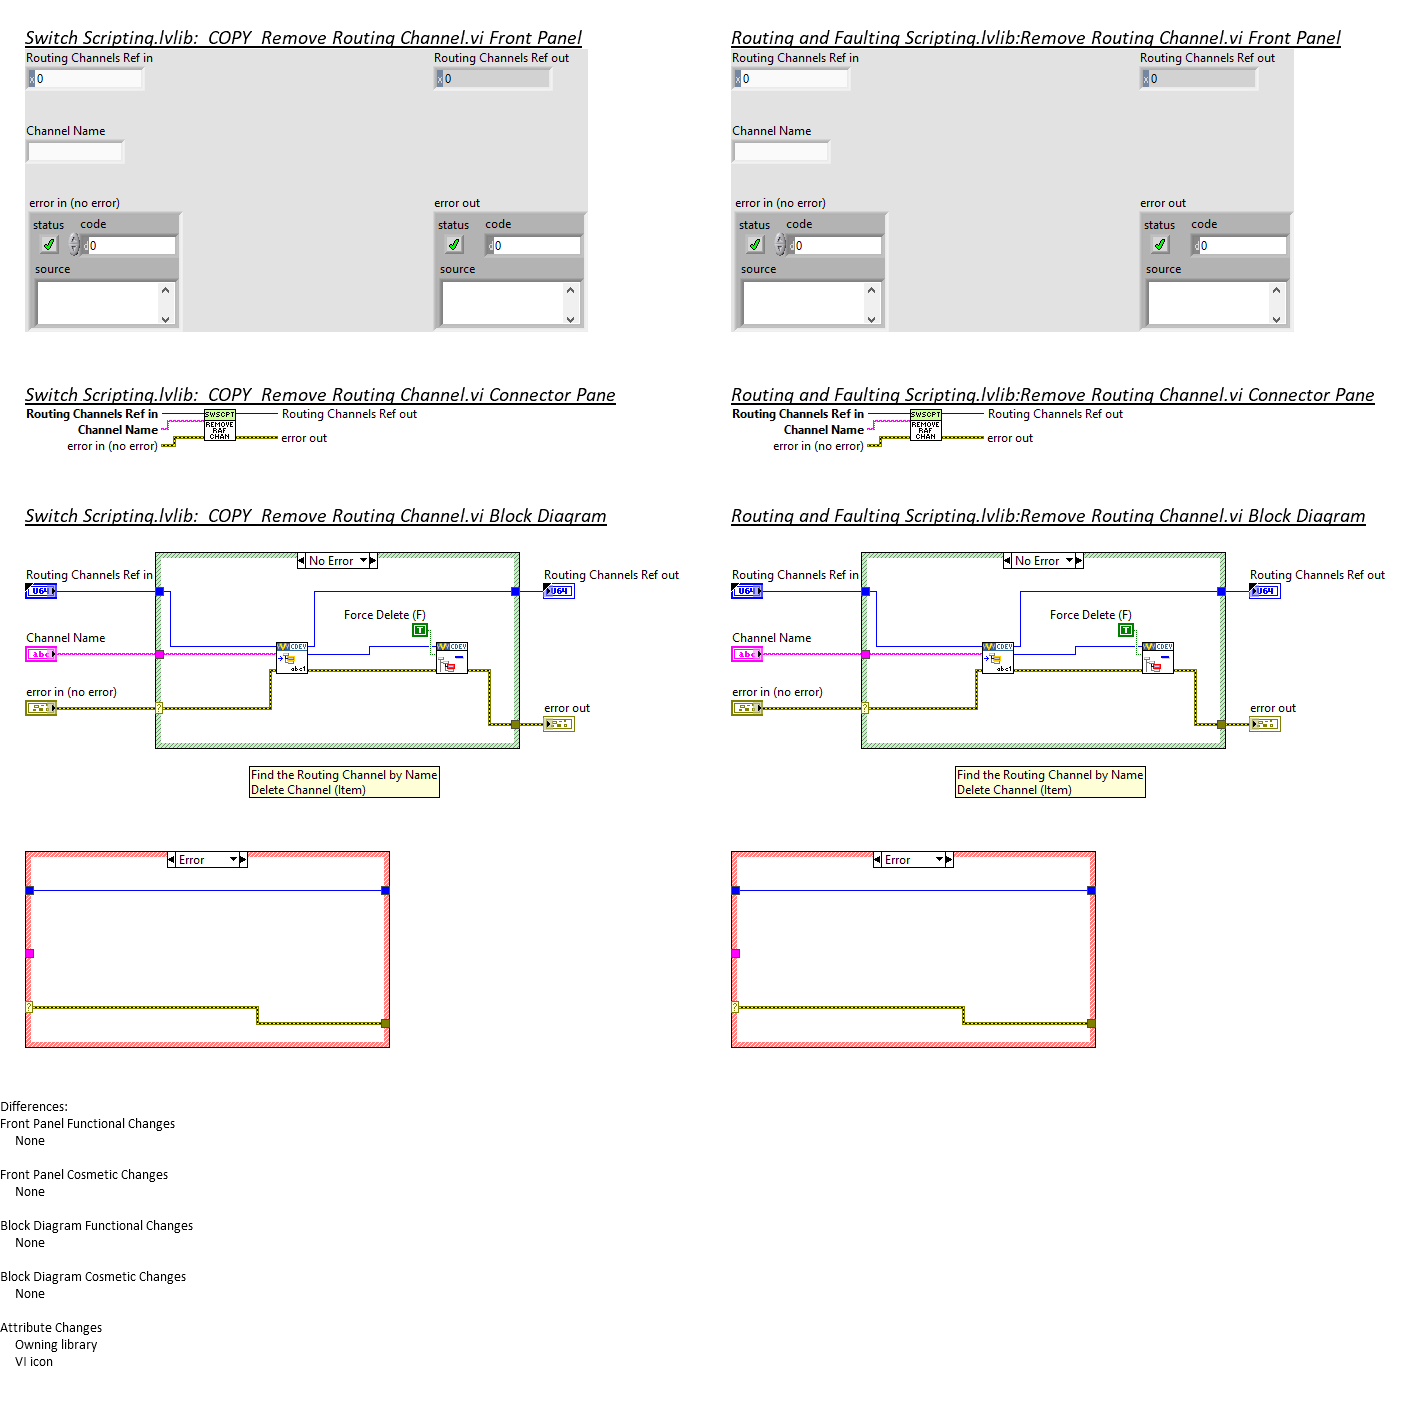 Switch Scripting.lvlib:  COPY  Remove Routing Channel.vi Front Panel
Routing Channels Ref in
Routing Channels Ref out
x 0
x 0
Channel Name
error in (no error)
error out
status code
status code
d 0
d 0
source
source
Routing and Faulting Scripting.lvlib:Remove Routing Channel.vi Front Panel
Routing Channels Ref in
Routing Channels Ref out
x 0
x 0
Channel Name
error in (no error)
error out
status code
status code
d 0
d 0
source
source
Switch Scripting.lvlib:  COPY  Remove Routing Channel.vi Connector Pane
Routing Channels Ref in
Routing Channels Ref out
Channel Name
error in (no error)
error out
SWSCPT
REMOVE
RAF
CHAN
Routing and Faulting Scripting.lvlib:Remove Routing Channel.vi Connector Pane
Routing Channels Ref in
Routing Channels Ref out
Channel Name
error in (no error)
error out
SWSCPT
REMOVE
RAF
CHAN
Switch Scripting.lvlib:  COPY  Remove Routing Channel.vi Block Diagram
No Error
Routing Channels Ref in
Routing Channels Ref out
U64
U64
Force Delete (F)
T
Channel Name
abc
CDEV
abc1
CDEV
error in (no error)
?
error out
Find the Routing Channel by Name
Delete Channel (Item)
Error
?
Routing and Faulting Scripting.lvlib:Remove Routing Channel.vi Block Diagram
No Error
Routing Channels Ref in
Routing Channels Ref out
U64
U64
Force Delete (F)
T
Channel Name
abc
CDEV
abc1
CDEV
error in (no error)
?
error out
Find the Routing Channel by Name
Delete Channel (Item)
Error
?
Differences:
Front Panel Functional Changes
None
Front Panel Cosmetic Changes
None
Block Diagram Functional Changes
None
Block Diagram Cosmetic Changes
None
Attribute Changes
Owning library
VI icon